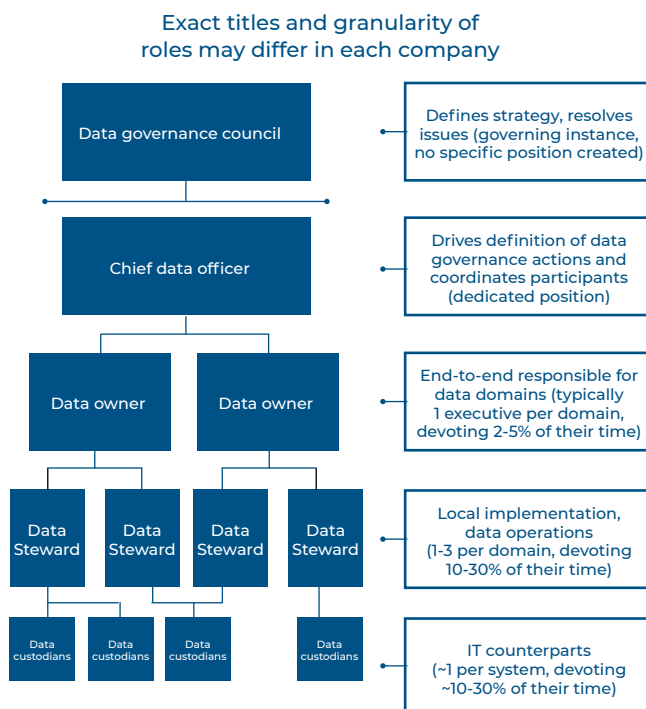 Exact titles and granularity of
roles may differ in each company
Data governance council
Defines strategy, resolves
issues (governing instance,
no specific position created)
Chief data officer
Drives definition of data
governance actions and
coordinates participants
(dedicated position)
Data owner
Data owner
End-to-end responsible for
data domains (typically
1 executive per domain,
devoting 2-5% of their time)
Data
Steward
Data
Steward
Data
Steward
Data
Steward
Local implementation,
data operations
(1-3 per domain, devoting
10-30% of their time)
Data
custodians
Data
custodians
Data
custodians
Data
custodians
IT counterparts
(~1 per system, devoting
~10-30% of their time)